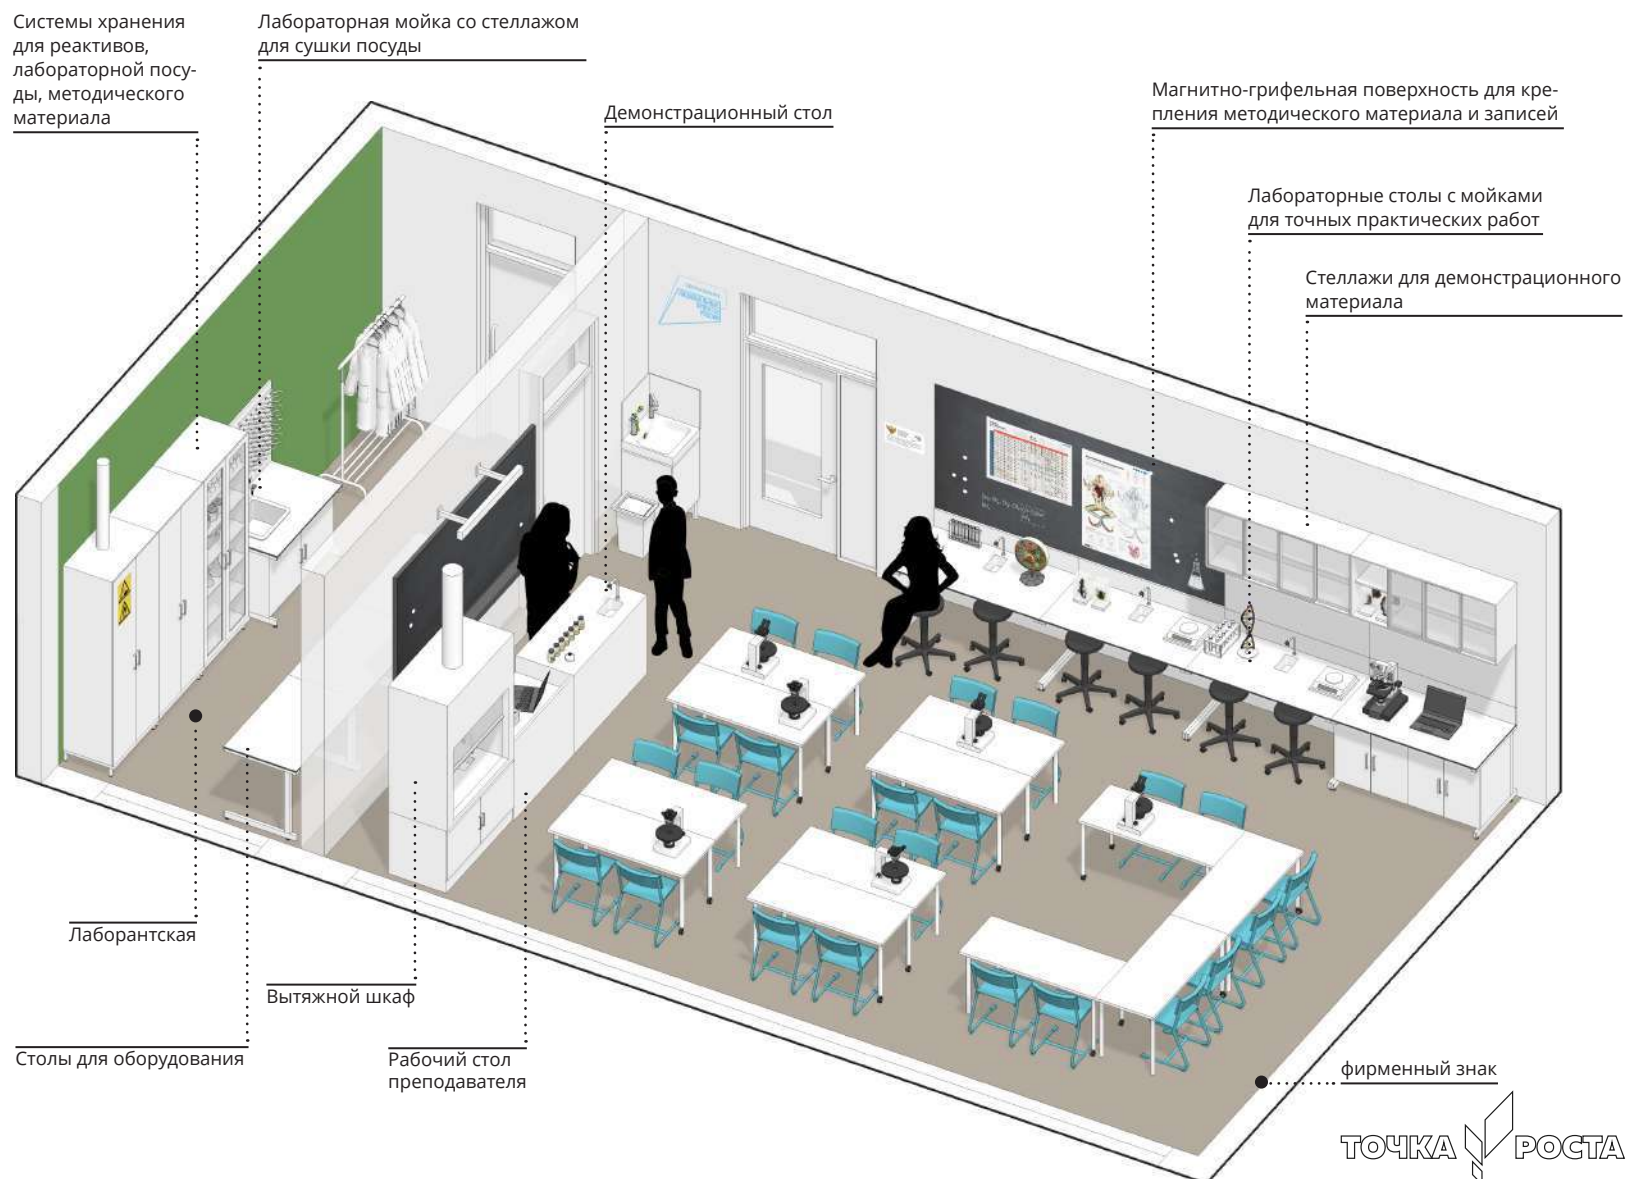 Системы хранения
для реактивов,
лабораторной посу-
ды, методического
материала
Лабораторная мойка со стеллажом
для сушки посуды
Демонстрационный стол
Магнитно-грифельная поверхность для кре-
пления методического материала и записей
Лабораторные столы с мойками
для точных практических работ
Стеллажи для демонстрационного
материала
Лаборантская
Вытяжной шкаф
Столы для оборудования
Рабочий стол
преподавателя
фирменный знак
ТОЧКА РОСТА